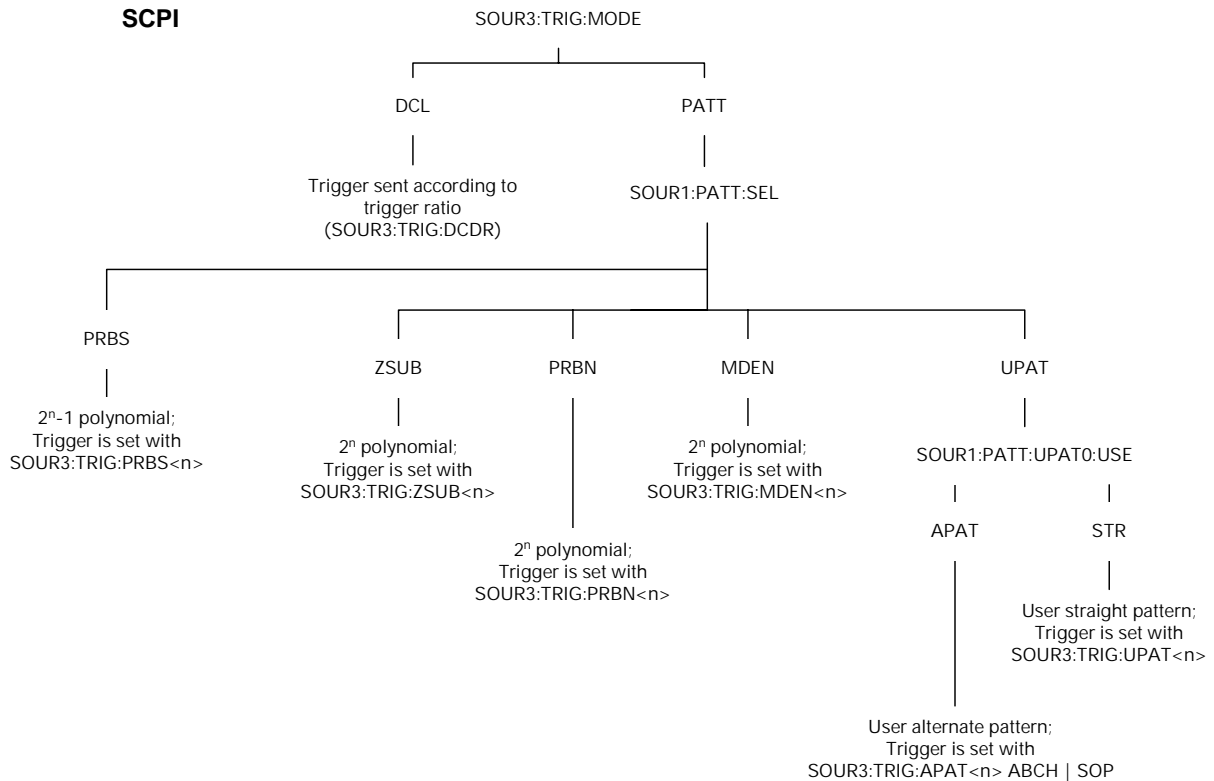 SCPI
SOUR3:TRIG:MODE
DCL
PATT
Trigger sent according to
trigger ratio
(SOUR3:TRIG:DCDR)
SOUR1:PATT:SEL
PRBS
2ⁿ-1 polynomial;
Trigger is set with
SOUR3:TRIG:PRBS<n>
ZSUB
2ⁿ polynomial;
Trigger is set with
SOUR3:TRIG:ZSUB<n>
PRBN
2ⁿ polynomial;
Trigger is set with
SOUR3:TRIG:PRBN<n>
MDEN
2ⁿ polynomial;
Trigger is set with
SOUR3:TRIG:MDEN<n>
UPAT
SOUR1:PATT:UPAT0:USE
APAT
STR
User straight pattern;
Trigger is set with
SOUR3:TRIG:UPAT<n>
User alternate pattern;
Trigger is set with
SOUR3:TRIG:APAT<n> ABCH | SOP